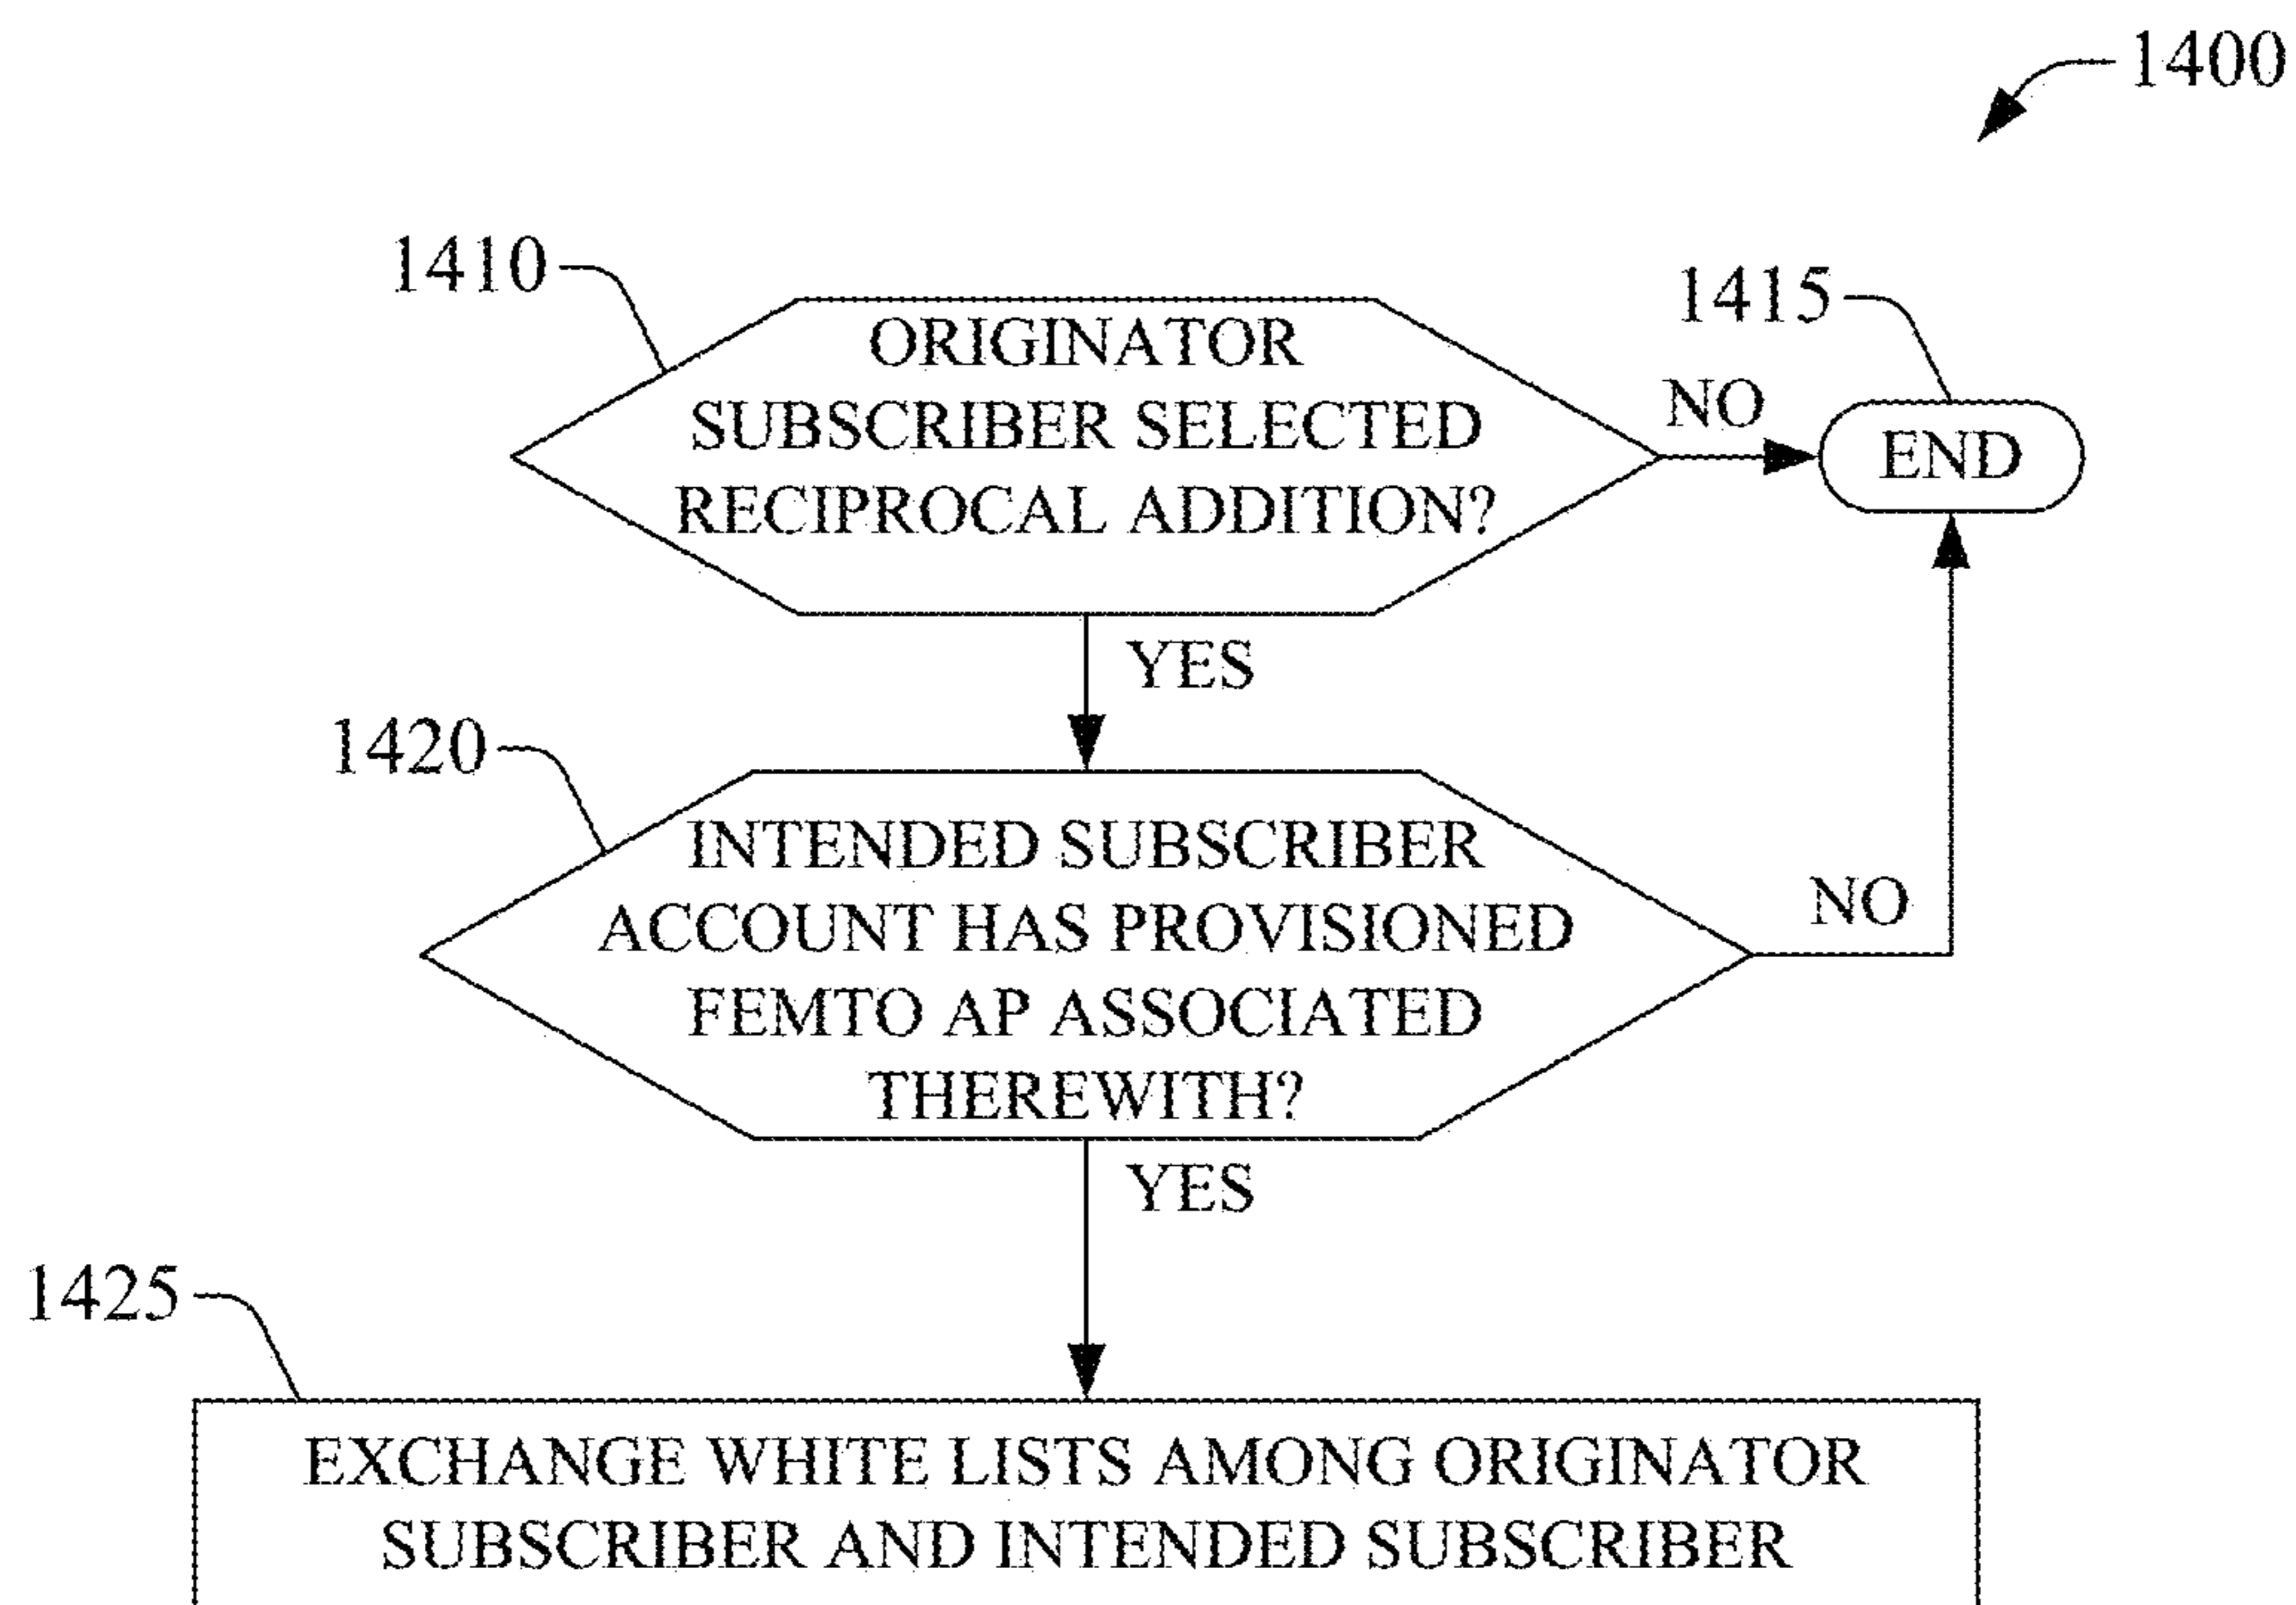 1400
1410
ORIGINATOR
SUBSCRIBER SELECTED
RECIPROCAL ADDITION?
NO
1415
END
YES
1420
INTENDED SUBSCRIBER
ACCOUNT HAS PROVISIONED
FEMTO AP ASSOCIATED
THEREWITH?
NO
YES
1425
EXCHANGE WHITE LISTS AMONG ORIGINATOR
SUBSCRIBER AND INTENDED SUBSCRIBER